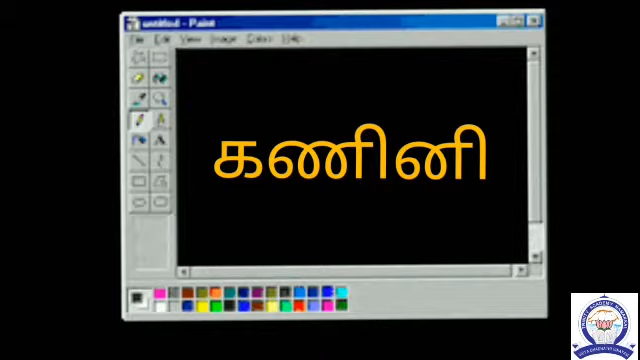 untitled - Paint
File Edit View Image Colors Help
கணினி